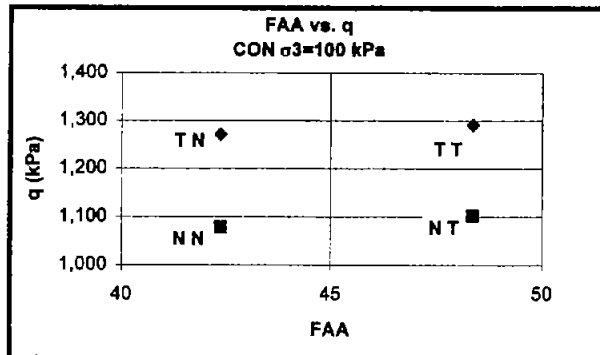 FAA vs. q
CON σ3=100 kPa
1,400
1,300
1,200
1,100
1,000
q (kPa)
T N
T T
N N
N T
40
45
50
FAA